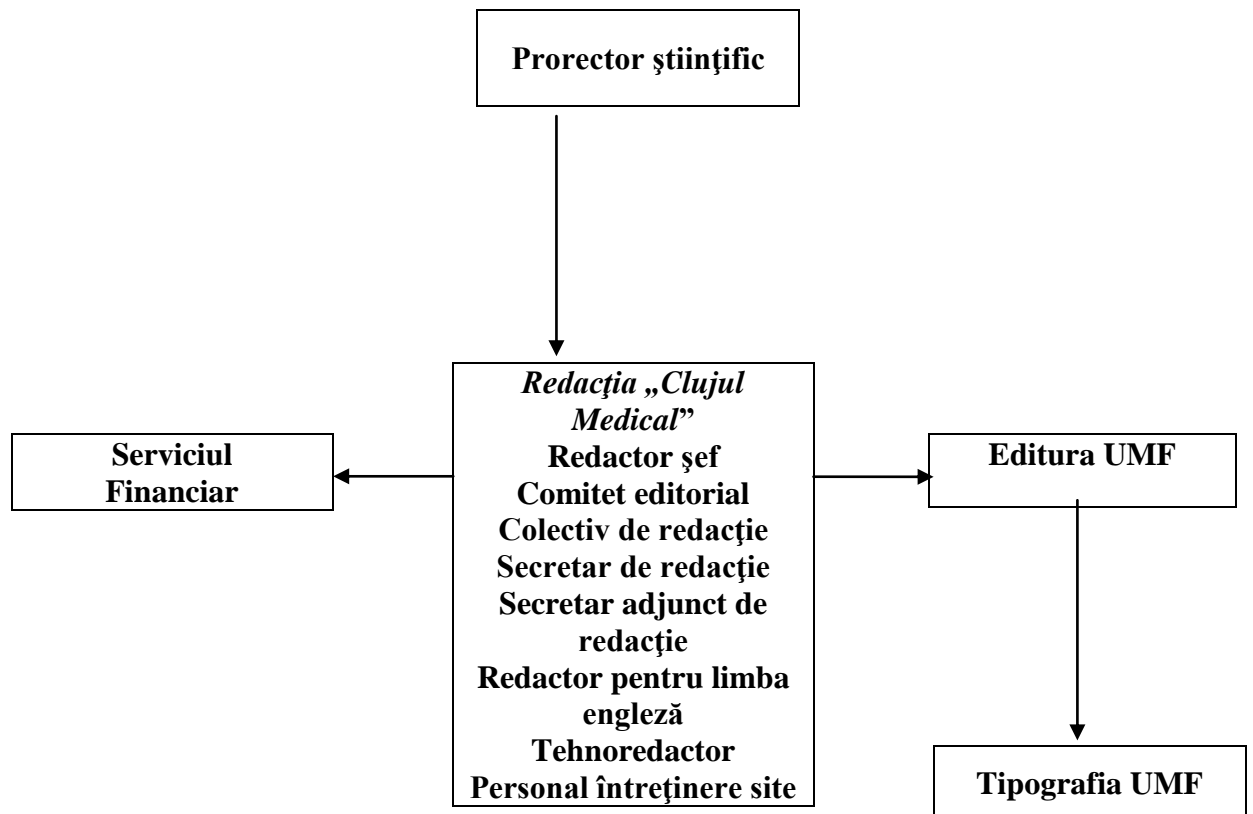 Prorector ştiinţific
Redacţia „Clujul
Medical”
Redactor şef
Comitet editorial
Colectiv de redacţie
Secretar de redacţie
Secretar adjunct de
redacţie
Redactor pentru limba
engleză
Tehnoredactor
Personal întreţinere site
Serviciul
Financiar
Editura UMF
Tipografia UMF